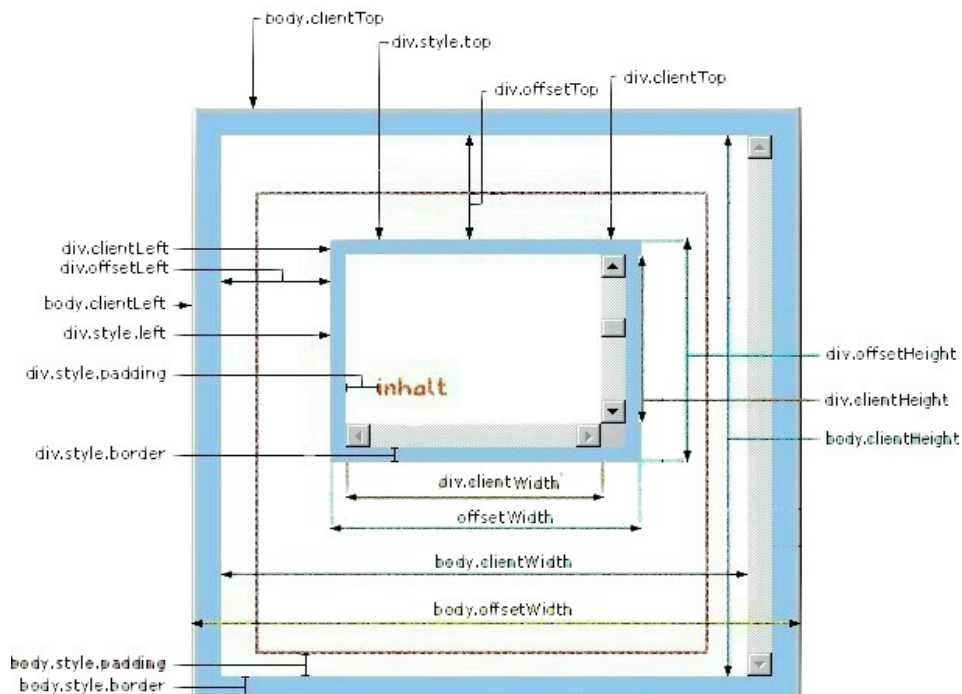 body.clientTop
div.style.top
div.clientTop
div.offsetTop
div.clientLeft
div.offsetLeft
body.clientLeft
div.style.left
div.offsetHeight
div.style.padding
inhalt
div.clientHeight
body.clientHeight
div.style.border
div.clientWidth
offsetWidth
body.clientWidth
body.offsetWidth
body.style.padding
body.style.border